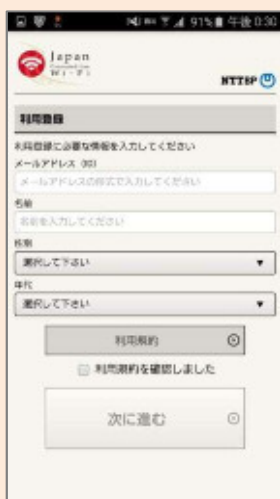 91% 午後0:30
Japan
Wi-Fi
NTTBP
利用登録
利用登録に必要な情報を入力してください
メールアドレス
メールアドレスの形式で入力してください
名前
名前を入力してください
性別
選択して下さい
年代
選択して下さい
利用規約
利用規約を確認しました
次に進む